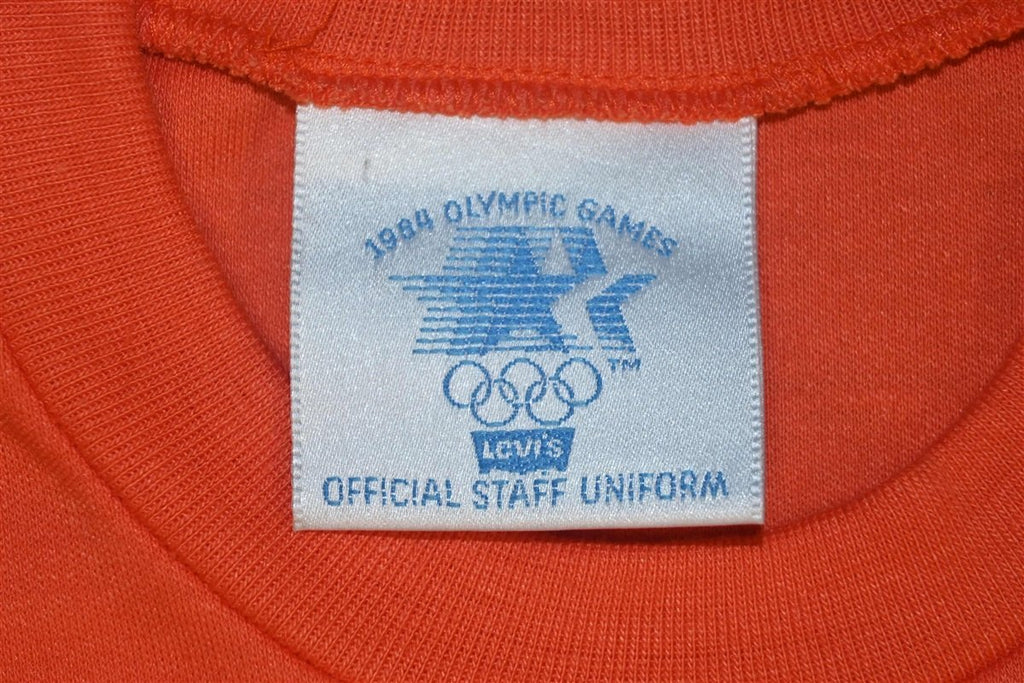 1984 OLYMPIC GAMES
TM
Levi's
OFFICIAL STAFF UNIFORM